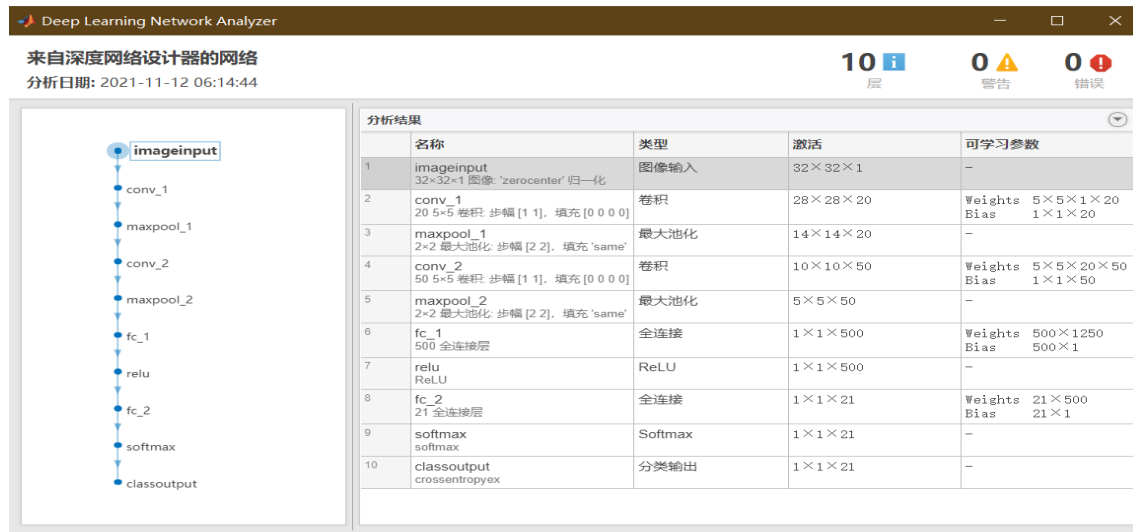 Deep Learning Network Analyzer
来自深度网络设计器的网络
分析日期: 2021-11-12 06:14:44
10 i
层
0
警告
0
错误
imageinput
conv_1
maxpool_1
conv_2
maxpool_2
fc_1
relu
fc_2
softmax
classoutput
分析结果
名称 类型 激活 可学习参数
1 imageinput 图像输入 32×32×1 -
32×32×1 图像: 'zerocenter' 归一化
2 conv_1 卷积 28×28×20 Weights 5×5×1×20
20 5×5 卷积: 步幅 [1 1], 填充 [0 0 0 0] Bias 1×1×20
3 maxpool_1 最大池化 14×14×20 -
2×2 最大池化: 步幅 [2 2], 填充 'same'
4 conv_2 卷积 10×10×50 Weights 5×5×20×50
50 5×5 卷积: 步幅 [1 1], 填充 [0 0 0 0] Bias 1×1×50
5 maxpool_2 最大池化 5×5×50 -
2×2 最大池化: 步幅 [2 2], 填充 'same'
6 fc_1 全连接 1×1×500 Weights 500×1250
500 全连接层 Bias 500×1
7 relu ReLU 1×1×500 -
ReLU
8 fc_2 全连接 1×1×21 Weights 21×500
21 全连接层 Bias 21×1
9 softmax Softmax 1×1×21 -
softmax
10 classoutput 分类输出 1×1×21 -
crossentropyex